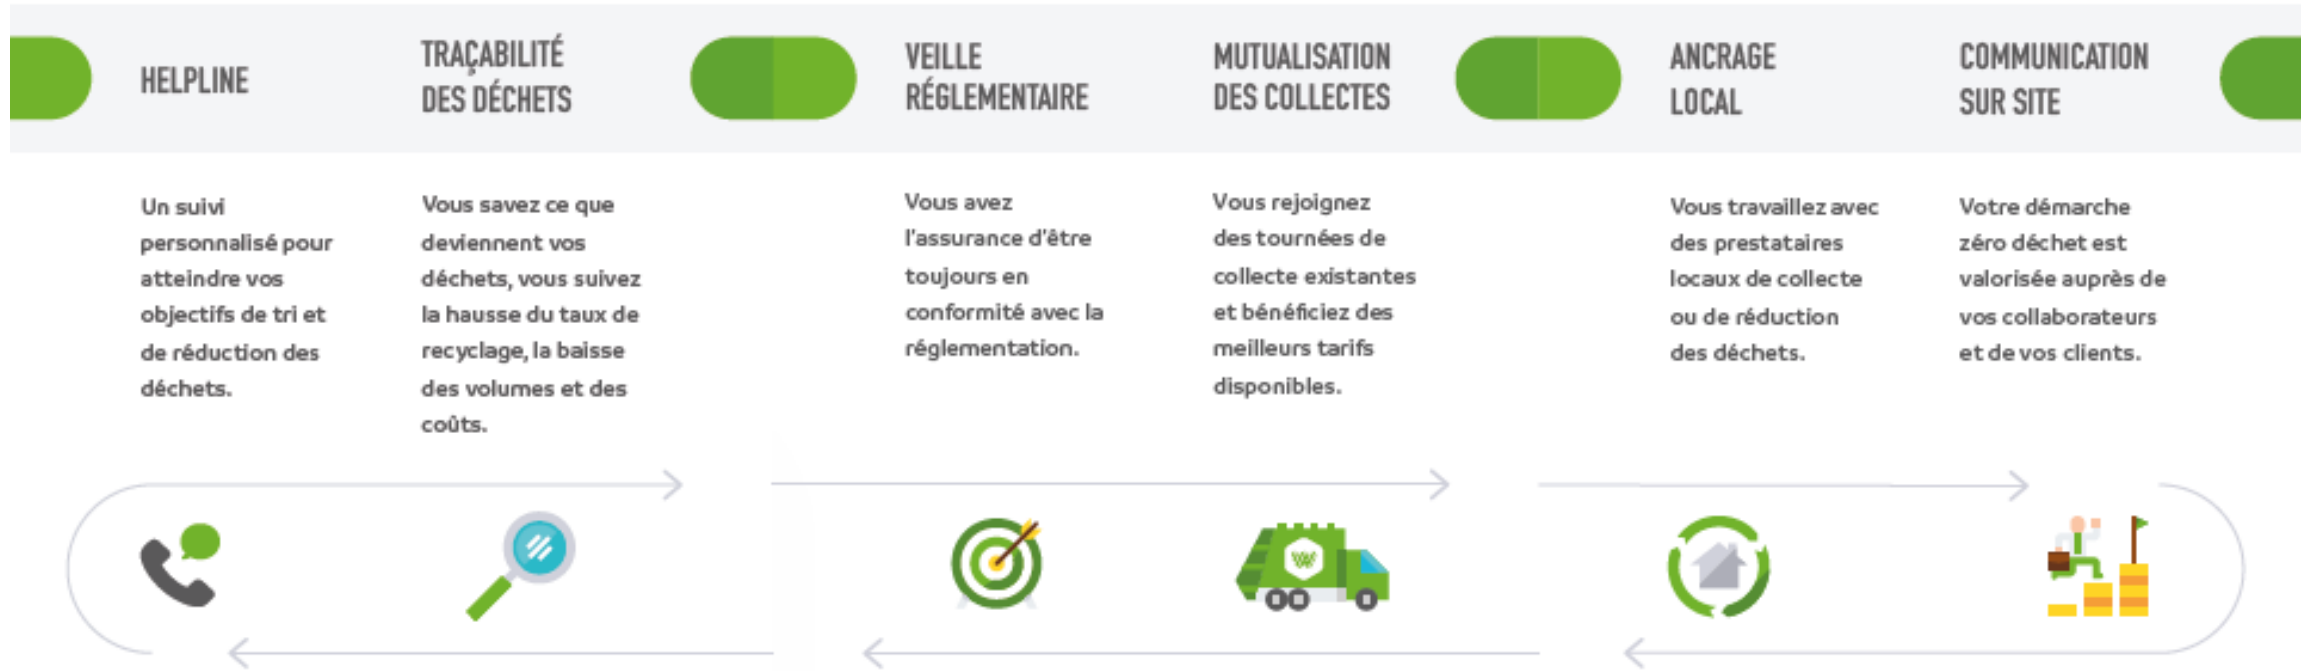 HELPLINE
Un suivi
personnalisé pour
atteindre vos
objectifs de tri et
de réduction des
déchets.
TRAÇABILITÉ
DES DÉCHETS
Vous savez ce que
deviennent vos
déchets, vous suivez
la hausse du taux de
recyclage, la baisse
des volumes et des
coûts.
VEILLE
RÉGLEMENTAIRE
Vous avez
l'assurance d'être
toujours en
conformité avec la
réglementation.
MUTUALISATION
DES COLLECTES
Vous rejoignez
des tournées de
collecte existantes
et bénéficiez des
meilleurs tarifs
disponibles.
ANCRAGE
LOCAL
Vous travaillez avec
des prestataires
locaux de collecte
ou de réduction
des déchets.
COMMUNICATION
SUR SITE
Votre démarche
zéro déchet est
valorisée auprès de
vos collaborateurs
et de vos clients.
W